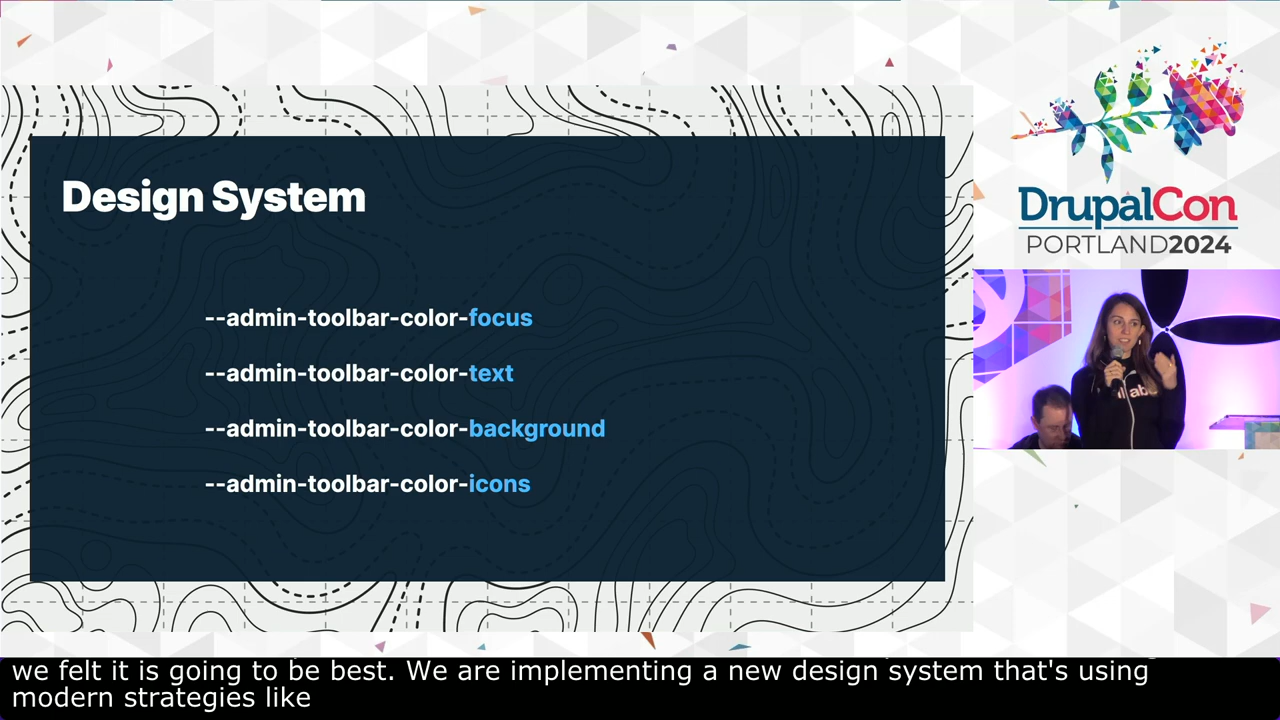 Design System
--admin-toolbar-color-focus
--admin-toolbar-color-text
--admin-toolbar-color-background
--admin-toolbar-color-icons
DrupalCon
PORTLAND2024
we felt it is going to be best. We are implementing a new design system that's using
modern strategies like